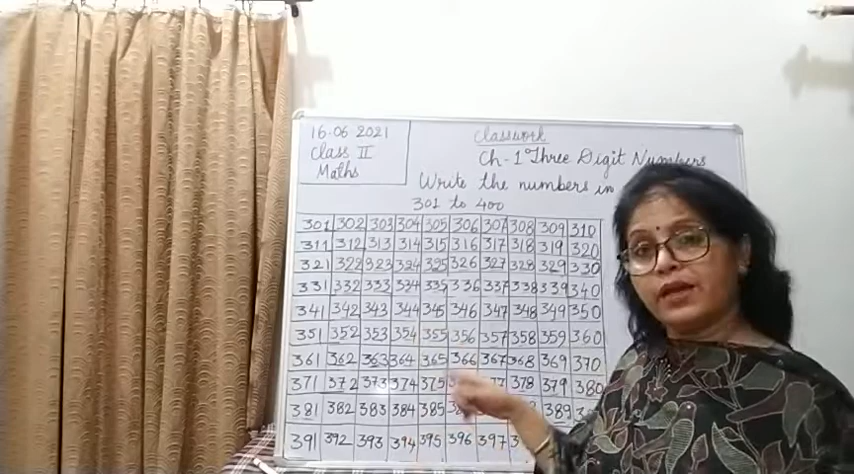 16.06 2021
Class II
Maths
Classwork
Ch-1 Three Digit Num
Write the numbers in
301 to 400
301 302 303 304 305 306 307 308 309 310
311 312 313 314 315 316 317 318 319 320
321 322 323 324 325 326 327 328 329 330
331 332 333 334 335 336 337 338 339 340
341 342 343 344 345 346 347 348 349 350
351 352 353 354 355 356 357 358 359 360
361 362 363 364 365 366 367 368 369 370
371 372 373 374 375 378 379 380
381 382 383 384 385 389
391 392 393 394 395 396 397